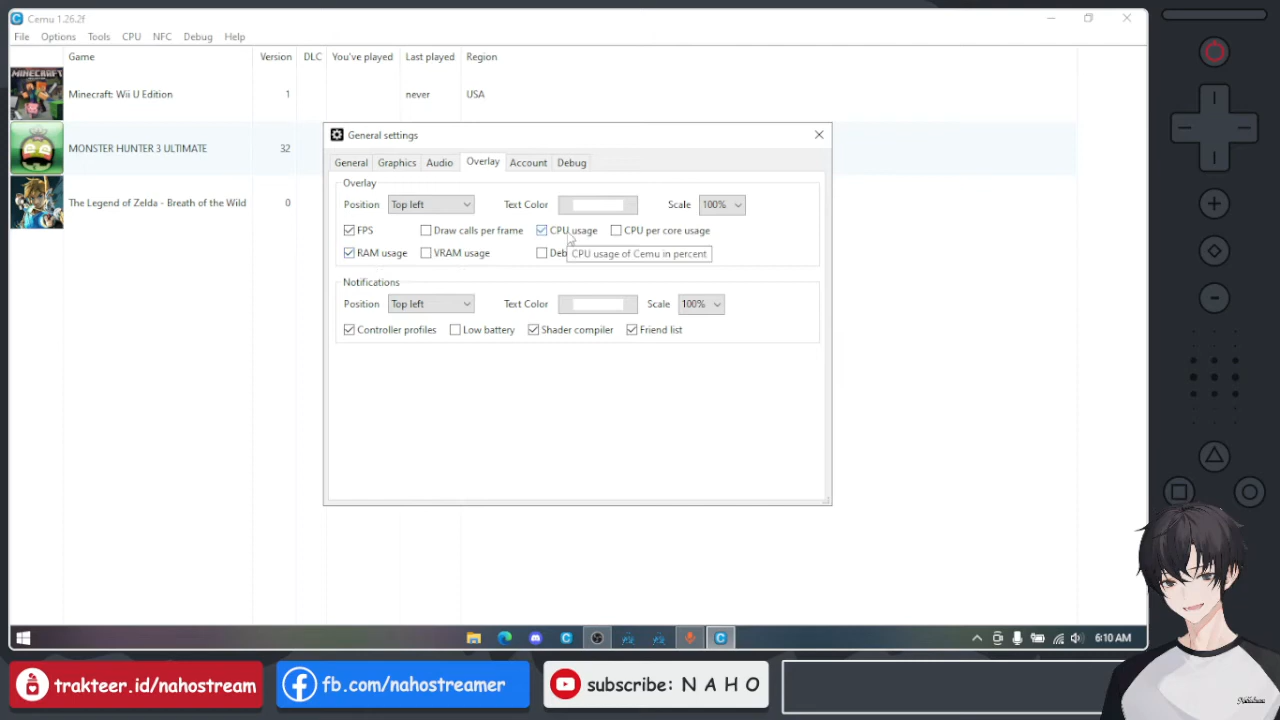 Cemu 1.26.2f
File Options Tools CPU NFC Debug Help
Game Version DLC You've played Last played Region
MINECRAFT
Minecraft: Wii U Edition 1 never USA
MONSTER HUNTER 3 ULTIMATE 32
The Legend of Zelda - Breath of the Wild 0
General settings
General Graphics Audio Overlay Account Debug
Overlay
Position Top left Text Color Scale 100%
FPS Draw calls per frame CPU usage CPU per core usage
RAM usage VRAM usage Deb
CPU usage of Cemu in percent
Notifications
Position Top left Text Color Scale 100%
Controller profiles Low battery Shader compiler Friend list
6:10 AM
trakteer.id/nahostream
fb.com/nahostreamer
subscribe: N A H O